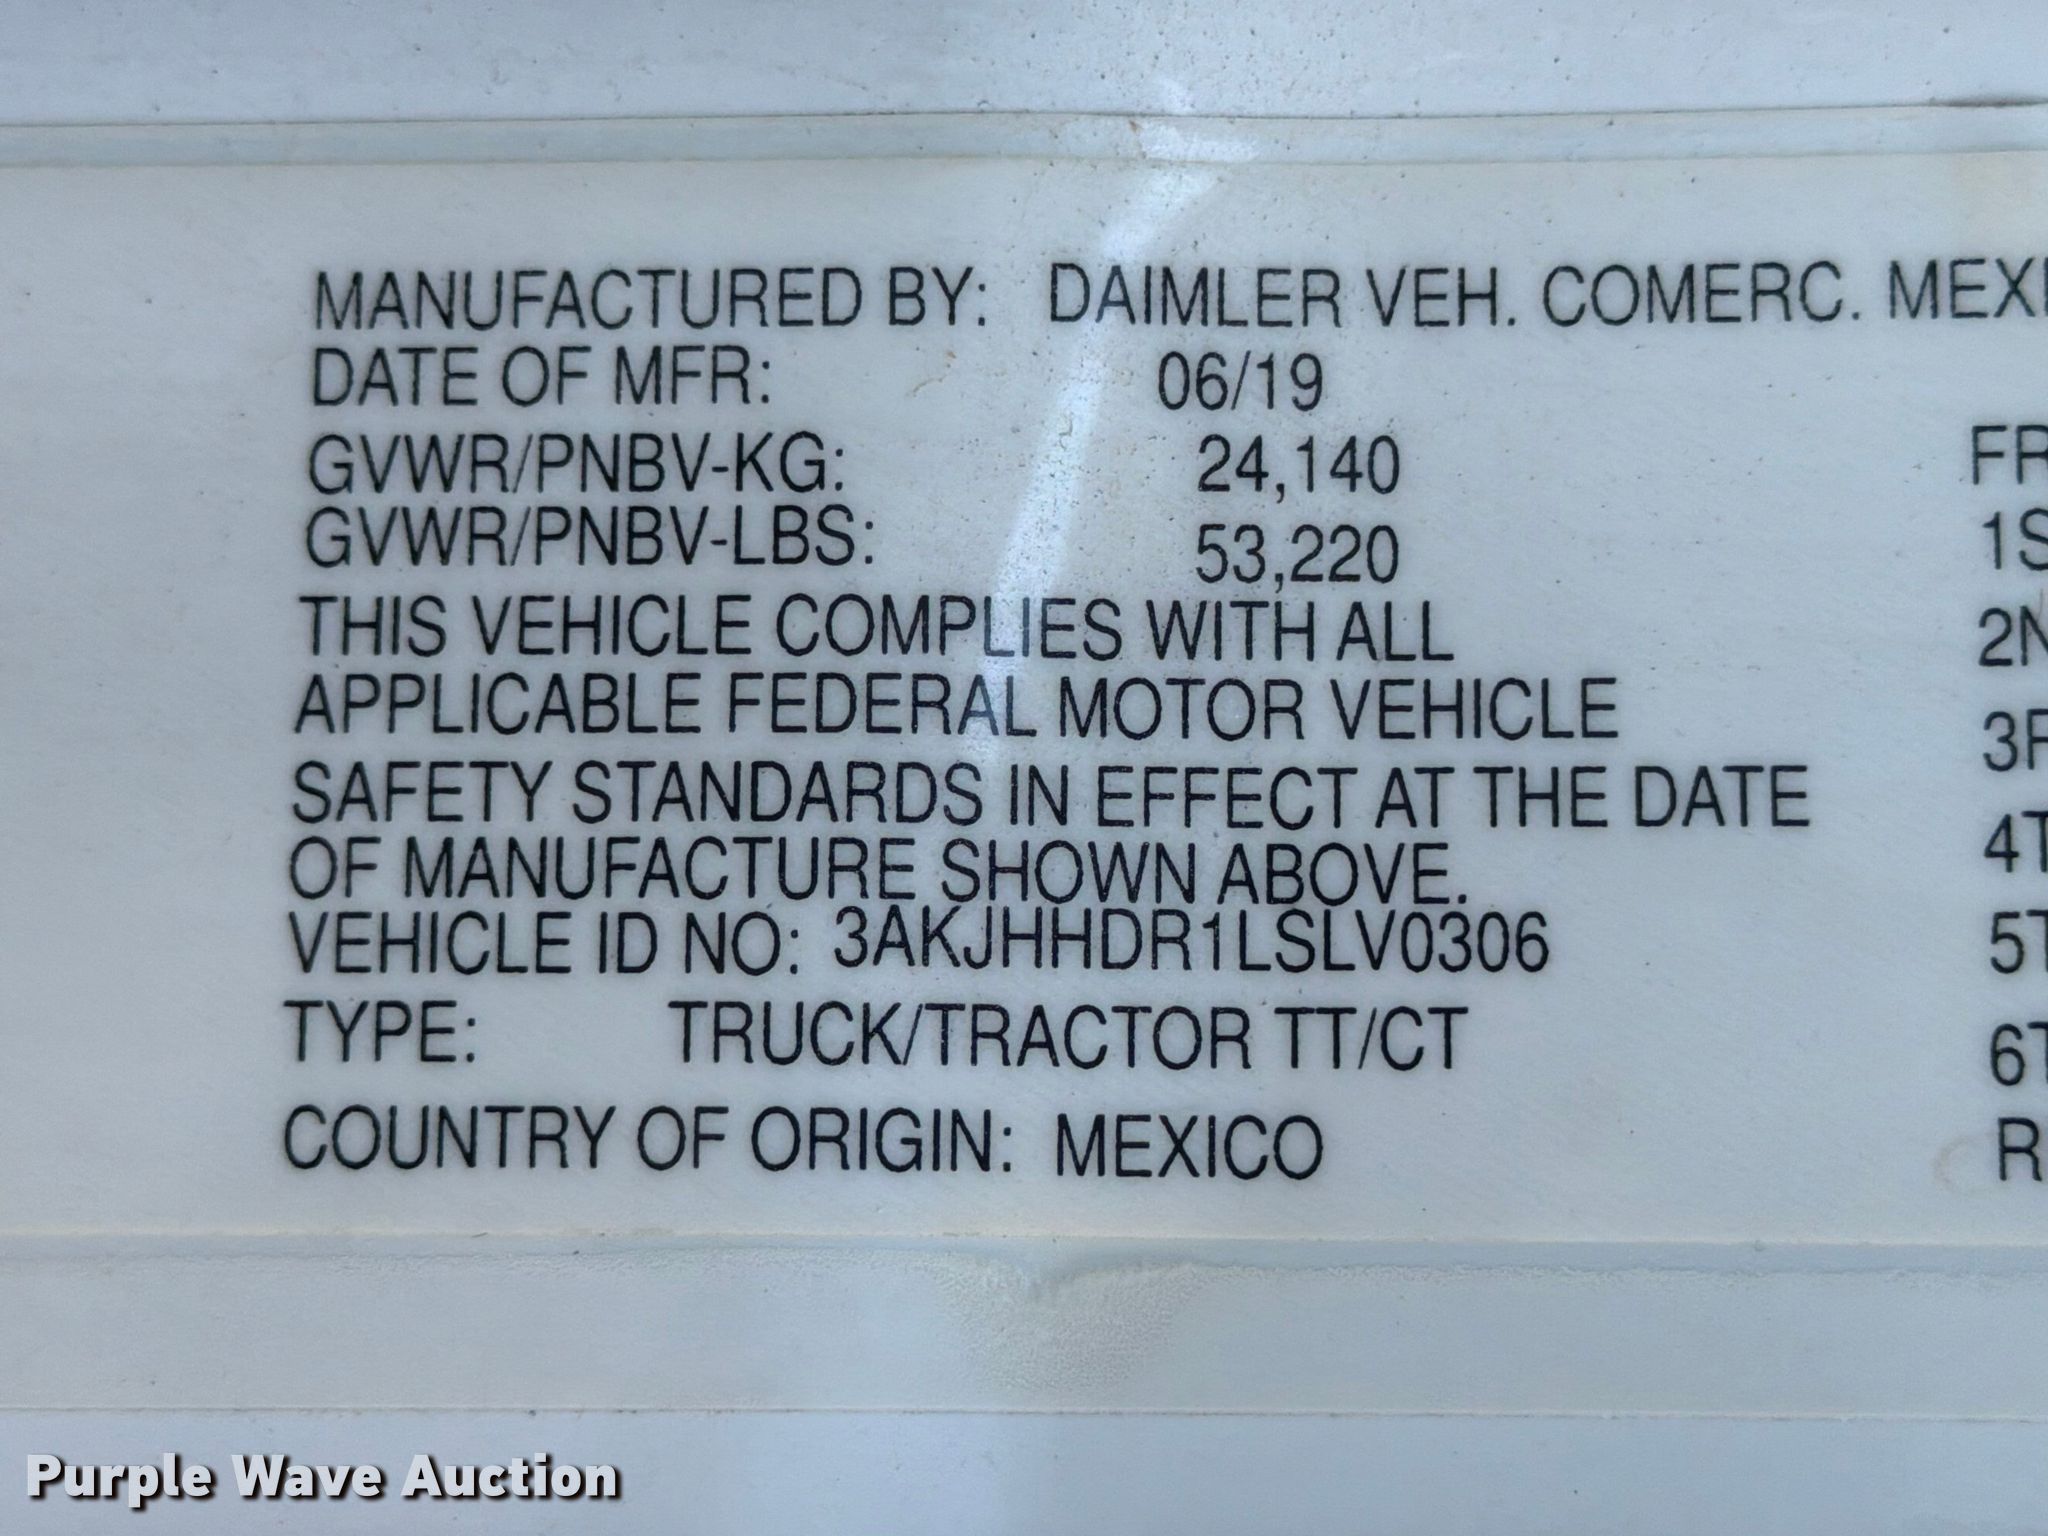 MANUFACTURED BY: DAIMLER VEH. COMERC. MEXI
DATE OF MFR: 06/19
GVWR/PNBV-KG: 24,140
FR
GVWR/PNBV-LBS: 53,220
1S
THIS VEHICLE COMPLIES WITH ALL
2N
APPLICABLE FEDERAL MOTOR VEHICLE
3R
SAFETY STANDARDS IN EFFECT AT THE DATE
4T
OF MANUFACTURE SHOWN ABOVE.
VEHICLE ID NO: 3AKJHHDR1LSLV0306
5T
TYPE: TRUCK/TRACTOR TT/CT
6T
COUNTRY OF ORIGIN: MEXICO
R
Purple Wave Auction